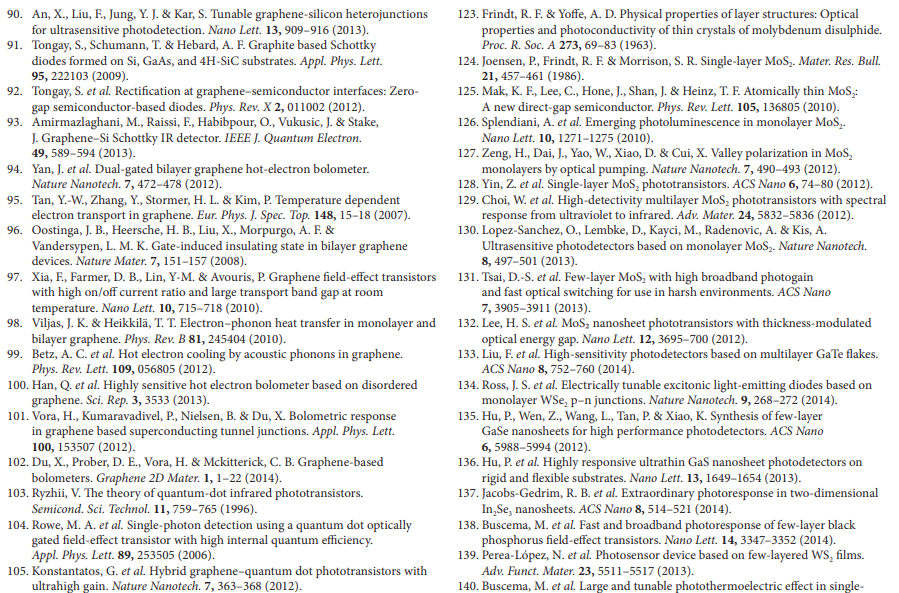 90. An, X., Liu, F., Jung, Y. J. & Kar, S. Tunable graphene-silicon heterojunctions
for ultrasensitive photodetection. Nano Lett. 13, 909–916 (2013).
91. Tongay, S., Schumann, T. & Hebard, A. F. Graphite based Schottky
diodes formed on Si, GaAs, and 4H-SiC substrates. Appl. Phys. Lett.
95, 222103 (2009).
92. Tongay, S. et al. Rectification at graphene–semiconductor interfaces: Zero-
gap semiconductor-based diodes. Phys. Rev. X 2, 011002 (2012).
93. Amirmazlaghani, M., Raissi, F., Habibpour, O., Vukusic, J. & Stake,
J. Graphene–Si Schottky IR detector. IEEE J. Quantum Electron.
49, 589–594 (2013).
94. Yan, J. et al. Dual-gated bilayer graphene hot-electron bolometer.
Nature Nanotech. 7, 472–478 (2012).
95. Tan, Y.-W., Zhang, Y., Stormer, H. L. & Kim, P. Temperature dependent
electron transport in graphene. Eur. Phys. J. Spec. Top. 148, 15–18 (2007).
96. Oostinga, J. B., Heersche, H. B., Liu, X., Morpurgo, A. F. &
Vandersypen, L. M. K. Gate-induced insulating state in bilayer graphene
devices. Nature Mater. 7, 151–157 (2008).
97. Xia, F., Farmer, D. B., Lin, Y-M. & Avouris, P. Graphene field-effect transistors
with high on/off current ratio and large transport band gap at room
temperature. Nano Lett. 10, 715–718 (2010).
98. Viljas, J. K. & Heikkilä, T. T. Electron–phonon heat transfer in monolayer and
bilayer graphene. Phys. Rev. B 81, 245404 (2010).
99. Betz, A. C. et al. Hot electron cooling by acoustic phonons in graphene.
Phys. Rev. Lett. 109, 056805 (2012).
100. Han, Q. et al. Highly sensitive hot electron bolometer based on disordered
graphene. Sci. Rep. 3, 3533 (2013).
101. Vora, H., Kumaravadivel, P., Nielsen, B. & Du, X. Bolometric response
in graphene based superconducting tunnel junctions. Appl. Phys. Lett.
100, 153507 (2012).
102. Du, X., Prober, D. E., Vora, H. & Mckitterick, C. B. Graphene-based
bolometers. Graphene 2D Mater. 1, 1–22 (2014).
103. Ryzhii, V. The theory of quantum-dot infrared phototransistors.
Semicond. Sci. Technol. 11, 759–765 (1996).
104. Rowe, M. A. et al. Single-photon detection using a quantum dot optically
gated field-effect transistor with high internal quantum efficiency.
Appl. Phys. Lett. 89, 253505 (2006).
105. Konstantatos, G. et al. Hybrid graphene–quantum dot phototransistors with
ultrahigh gain. Nature Nanotech. 7, 363–368 (2012).
123. Frindt, R. F. & Yoffe, A. D. Physical properties of layer structures: Optical
properties and photoconductivity of thin crystals of molybdenum disulphide.
Proc. R. Soc. A 273, 69–83 (1963).
124. Joensen, P., Frindt, R. F. & Morrison, S. R. Single-layer MoS₂. Mater. Res. Bull.
21, 457–461 (1986).
125. Mak, K. F., Lee, C., Hone, J., Shan, J. & Heinz, T. F. Atomically thin MoS₂:
A new direct-gap semiconductor. Phys. Rev. Lett. 105, 136805 (2010).
126. Splendiani, A. et al. Emerging photoluminescence in monolayer MoS₂.
Nano Lett. 10, 1271–1275 (2010).
127. Zeng, H., Dai, J., Yao, W., Xiao, D. & Cui, X. Valley polarization in MoS₂
monolayers by optical pumping. Nature Nanotech. 7, 490–493 (2012).
128. Yin, Z. et al. Single-layer MoS₂ phototransistors. ACS Nano 6, 74–80 (2012).
129. Choi, W. et al. High-detectivity multilayer MoS₂ phototransistors with spectral
response from ultraviolet to infrared. Adv. Mater. 24, 5832–5836 (2012).
130. Lopez-Sanchez, O., Lembke, D., Kayci, M., Radenovic, A. & Kis, A.
Ultrasensitive photodetectors based on monolayer MoS₂. Nature Nanotech.
8, 497–501 (2013).
131. Tsai, D.-S. et al. Few-layer MoS₂ with high broadband photogain
and fast optical switching for use in harsh environments. ACS Nano
7, 3905–3911 (2013).
132. Lee, H. S. et al. MoS₂ nanosheet phototransistors with thickness-modulated
optical energy gap. Nano Lett. 12, 3695–700 (2012).
133. Liu, F. et al. High-sensitivity photodetectors based on multilayer GaTe flakes.
ACS Nano 8, 752–760 (2014).
134. Ross, J. S. et al. Electrically tunable excitonic light-emitting diodes based on
monolayer WSe₂ p–n junctions. Nature Nanotech. 9, 268–272 (2014).
135. Hu, P., Wen, Z., Wang, L., Tan, P. & Xiao, K. Synthesis of few-layer
GaSe nanosheets for high performance photodetectors. ACS Nano
6, 5988–5994 (2012).
136. Hu, P. et al. Highly responsive ultrathin GaS nanosheet photodetectors on
rigid and flexible substrates. Nano Lett. 13, 1649–1654 (2013).
137. Jacobs-Gedrim, R. B. et al. Extraordinary photoresponse in two-dimensional
In₂Se₃ nanosheets. ACS Nano 8, 514–521 (2014).
138. Buscema, M. et al. Fast and broadband photoresponse of few-layer black
phosphorus field-effect transistors. Nano Lett. 14, 3347–3352 (2014).
139. Perea-López, N. et al. Photosensor device based on few-layered WS₂ films.
Adv. Funct. Mater. 23, 5511–5517 (2013).
140. Buscema, M. et al. Large and tunable photothermoelectric effect in single-